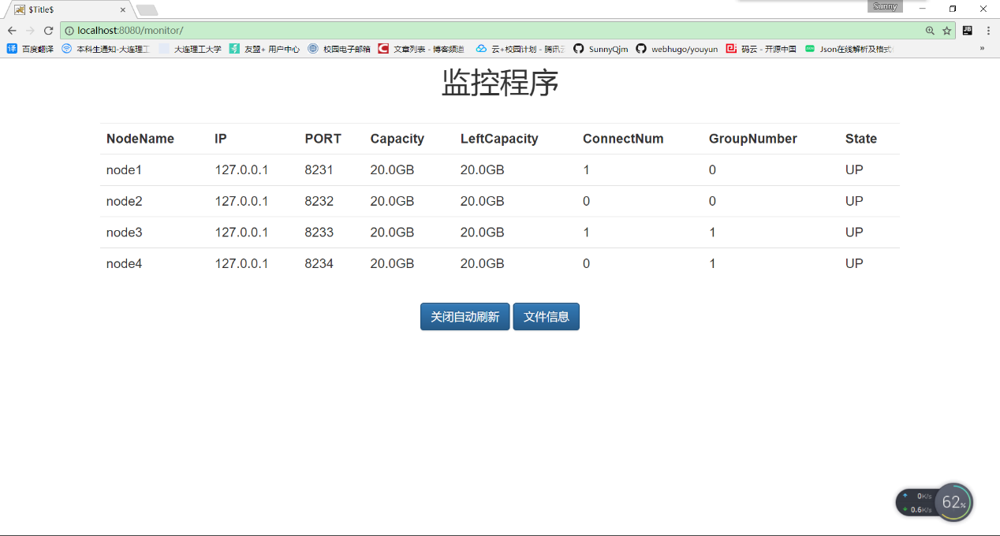 $Title$
Sunny
localhost:8080/monitor/
译 百度翻译 本科生通知-大连理工 大连理工大学 友盟+ 用户中心 校园电子邮箱 文章列表 - 博客频道 云+校园计划 - 腾讯云 SunnyQjm webhugo/youyun 码云 - 开源中国 Json在线解析及格式 »
监控程序
NodeName IP PORT Capacity LeftCapacity ConnectNum GroupNumber State
node1 127.0.0.1 8231 20.0GB 20.0GB 1 0 UP
node2 127.0.0.1 8232 20.0GB 20.0GB 0 0 UP
node3 127.0.0.1 8233 20.0GB 20.0GB 1 1 UP
node4 127.0.0.1 8234 20.0GB 20.0GB 0 1 UP
关闭自动刷新 文件信息
0K/s
0.6K/s
62%